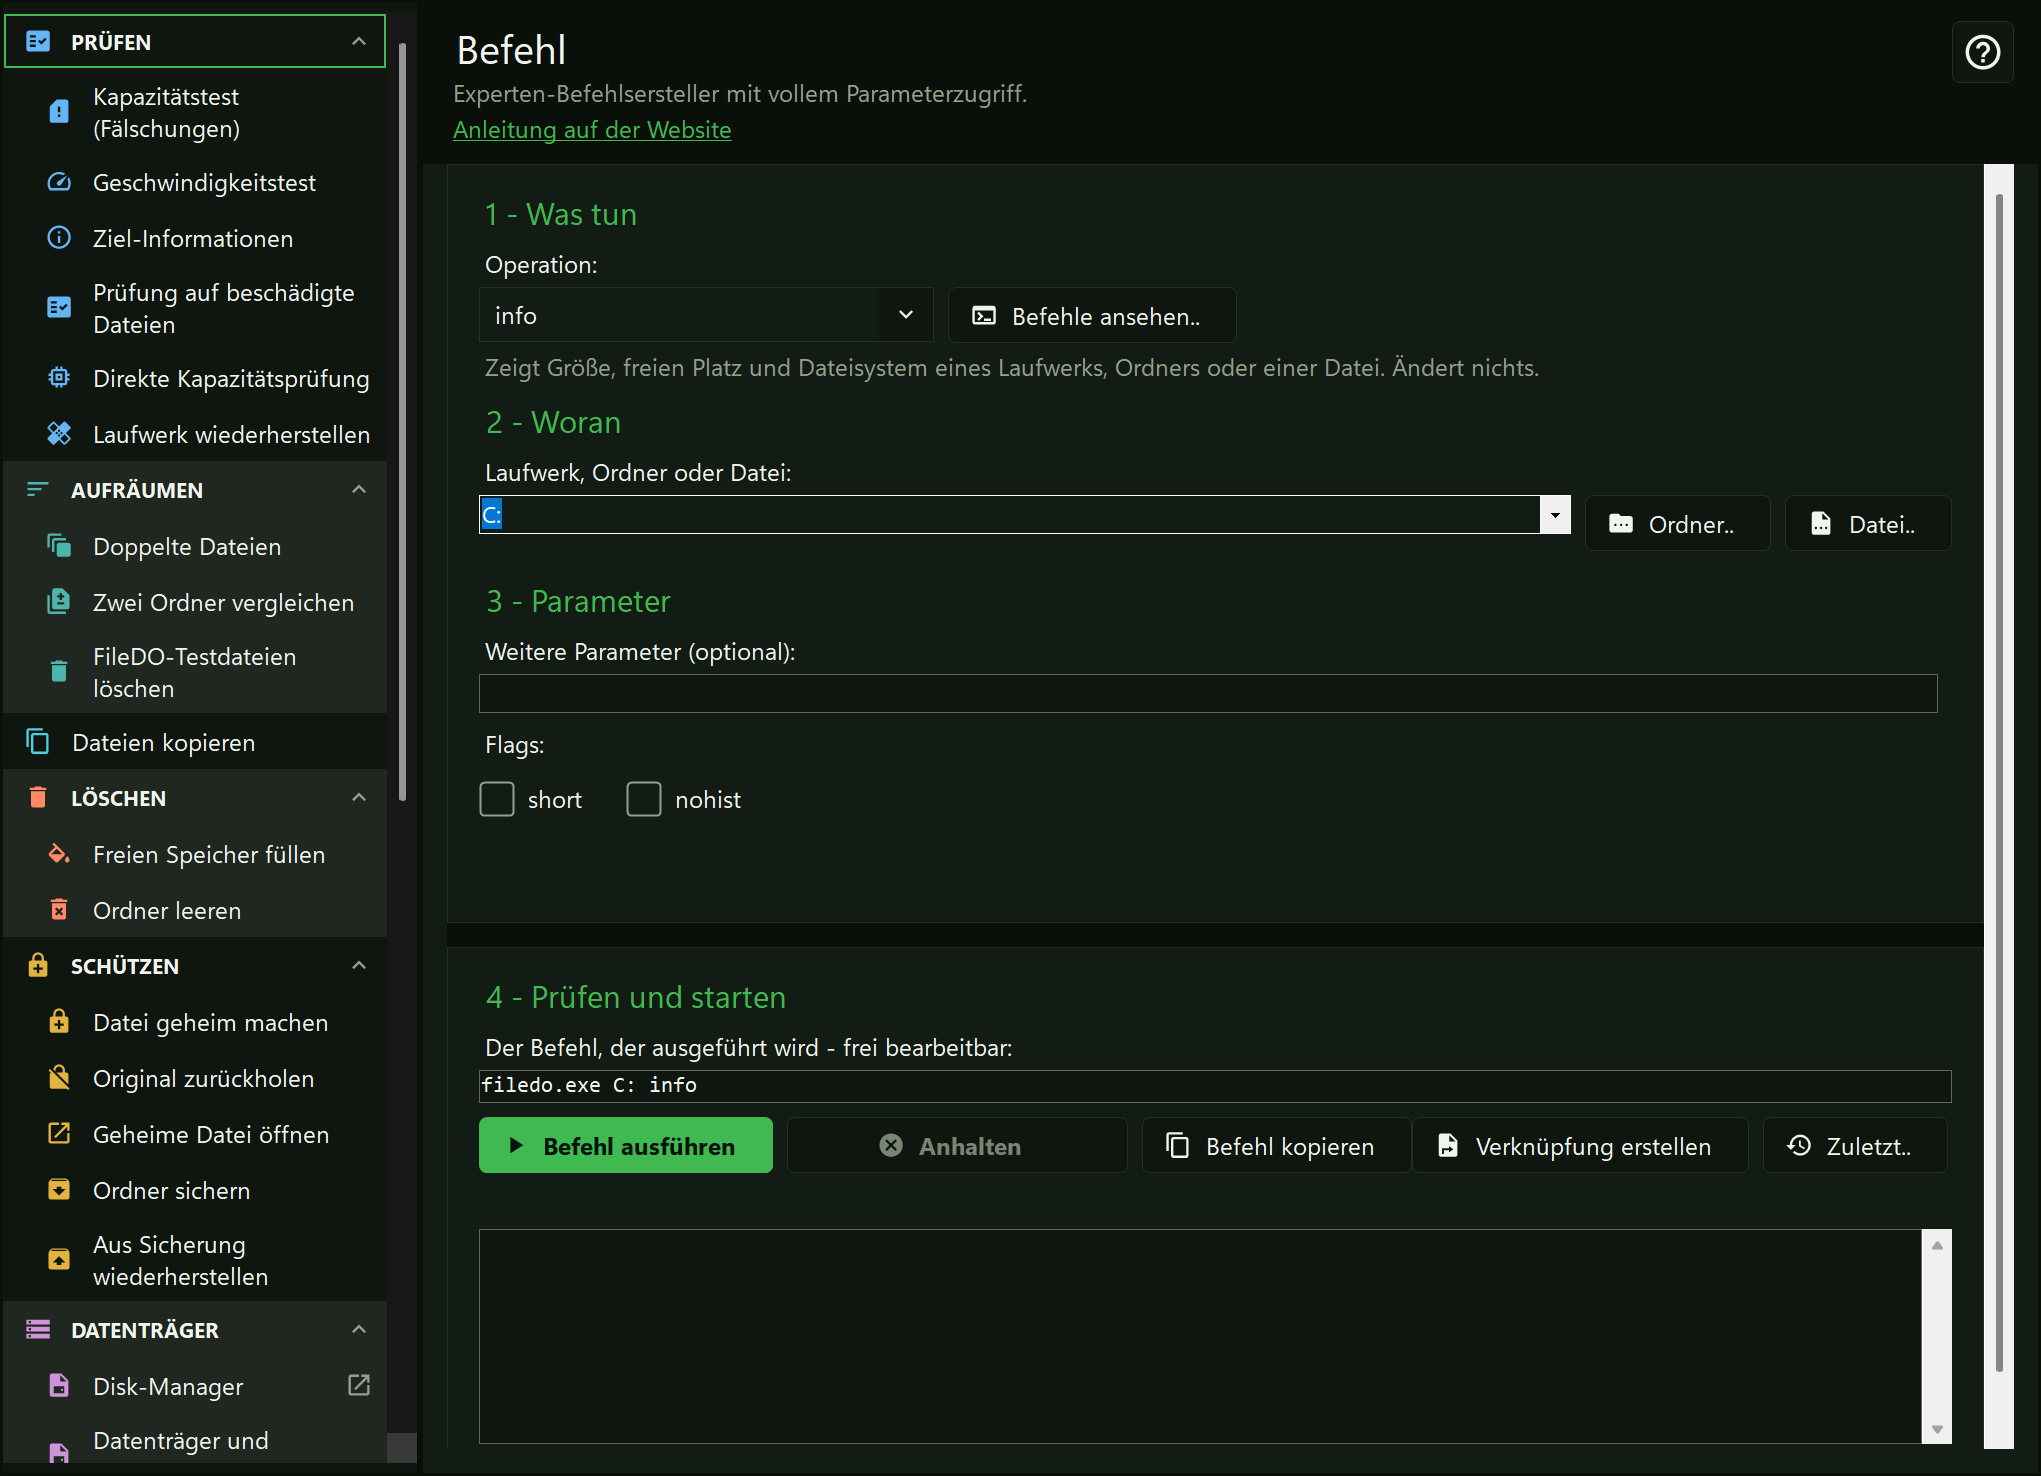 PRÜFEN
Kapazitätstest
(Fälschungen)
Geschwindigkeitstest
Ziel-Informationen
Prüfung auf beschädigte
Dateien
Direkte Kapazitätsprüfung
Laufwerk wiederherstellen
AUFRÄUMEN
Doppelte Dateien
Zwei Ordner vergleichen
FileDO-Testdateien
löschen
Dateien kopieren
LÖSCHEN
Freien Speicher füllen
Ordner leeren
SCHÜTZEN
Datei geheim machen
Original zurückholen
Geheime Datei öffnen
Ordner sichern
Aus Sicherung
wiederherstellen
DATENTRÄGER
Disk-Manager
Datenträger und
Befehl
Experten-Befehlsersteller mit vollem Parameterzugriff.
Anleitung auf der Website
1 - Was tun
Operation:
info
Befehle ansehen..
Zeigt Größe, freien Platz und Dateisystem eines Laufwerks, Ordners oder einer Datei. Ändert nichts.
2 - Woran
Laufwerk, Ordner oder Datei:
C:
Ordner..
Datei..
3 - Parameter
Weitere Parameter (optional):
Flags:
short
nohist
4 - Prüfen und starten
Der Befehl, der ausgeführt wird - frei bearbeitbar:
filedo.exe C: info
Befehl ausführen
Anhalten
Befehl kopieren
Verknüpfung erstellen
Zuletzt..